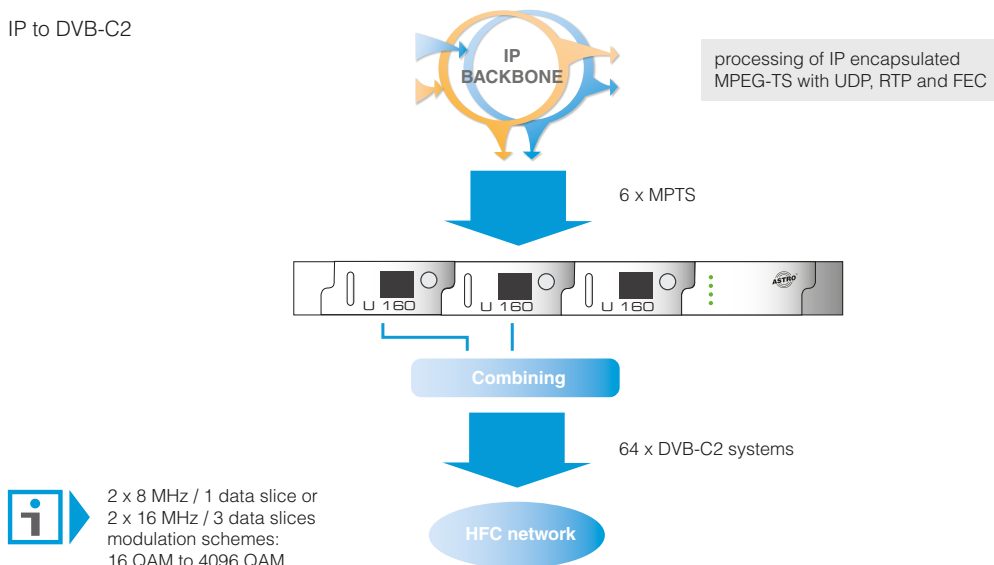 IP to DVB-C2
IP
BACKBONE
processing of IP encapsulated
MPEG-TS with UDP, RTP and FEC
6 x MPTS
U 160
U 160
U 160
ASTRO
Combining
64 x DVB-C2 systems
2 x 8 MHz / 1 data slice or
2 x 16 MHz / 3 data slices
modulation schemes:
16 QAM to 4096 QAM
HFC network